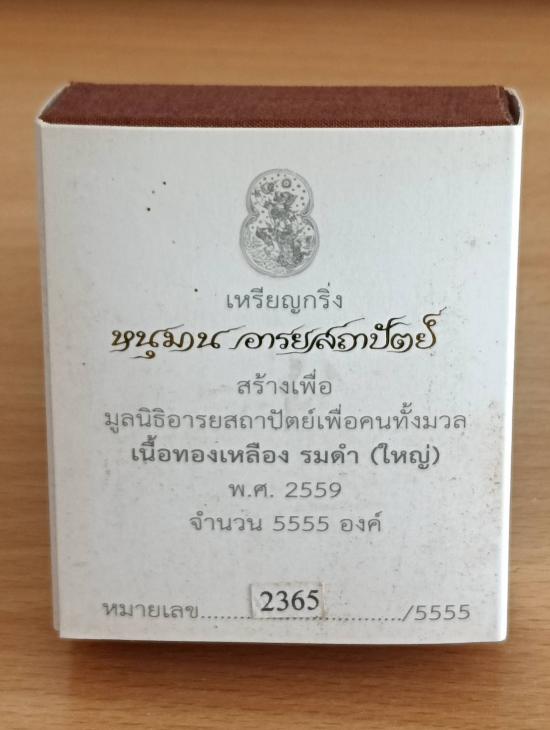 เหรียญกริ่ง
หนุมาน อารยสถาปัตย์
สร้างเพื่อ
มูลนิธิอารยสถาปัตย์เพื่อคนทั้งมวล
เนื้อทองเหลือง รมดำ (ใหญ่)
พ.ศ. 2559
จำนวน 5555 องค์
หมายเลข......2365............/5555